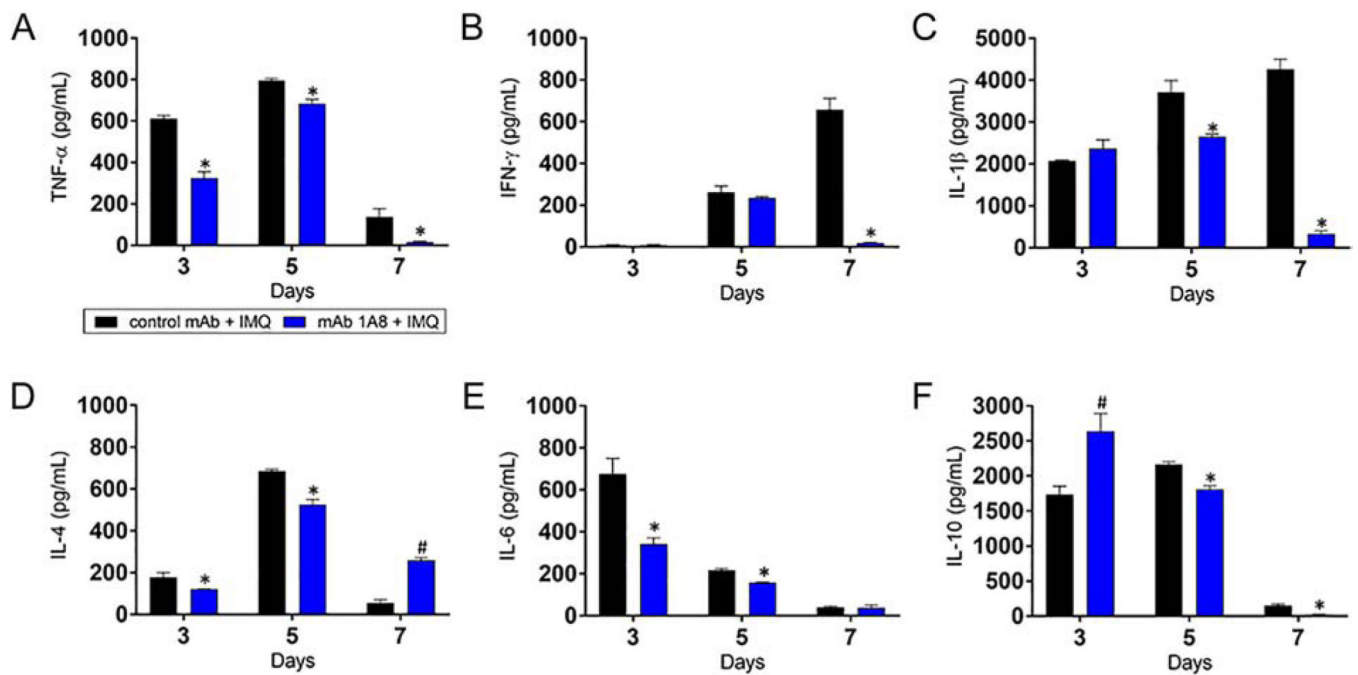 A
TNF-α (pg/mL)
1000
800
600
400
200
0
*
*
*
3 5 7
Days
B
IFN-γ (pg/mL)
1000
800
600
400
200
0
*
3 5 7
Days
C
IL-1β (pg/mL)
5000
4000
3000
2000
1000
0
*
*
3 5 7
Days
control mAb + IMQ mAb 1A8 + IMQ
D
IL-4 (pg/mL)
1000
800
600
400
200
0
*
*
#
3 5 7
Days
E
IL-6 (pg/mL)
1000
800
600
400
200
0
*
*
3 5 7
Days
F
IL-10 (pg/mL)
3000
2500
2000
1500
1000
500
0
#
*
*
3 5 7
Days